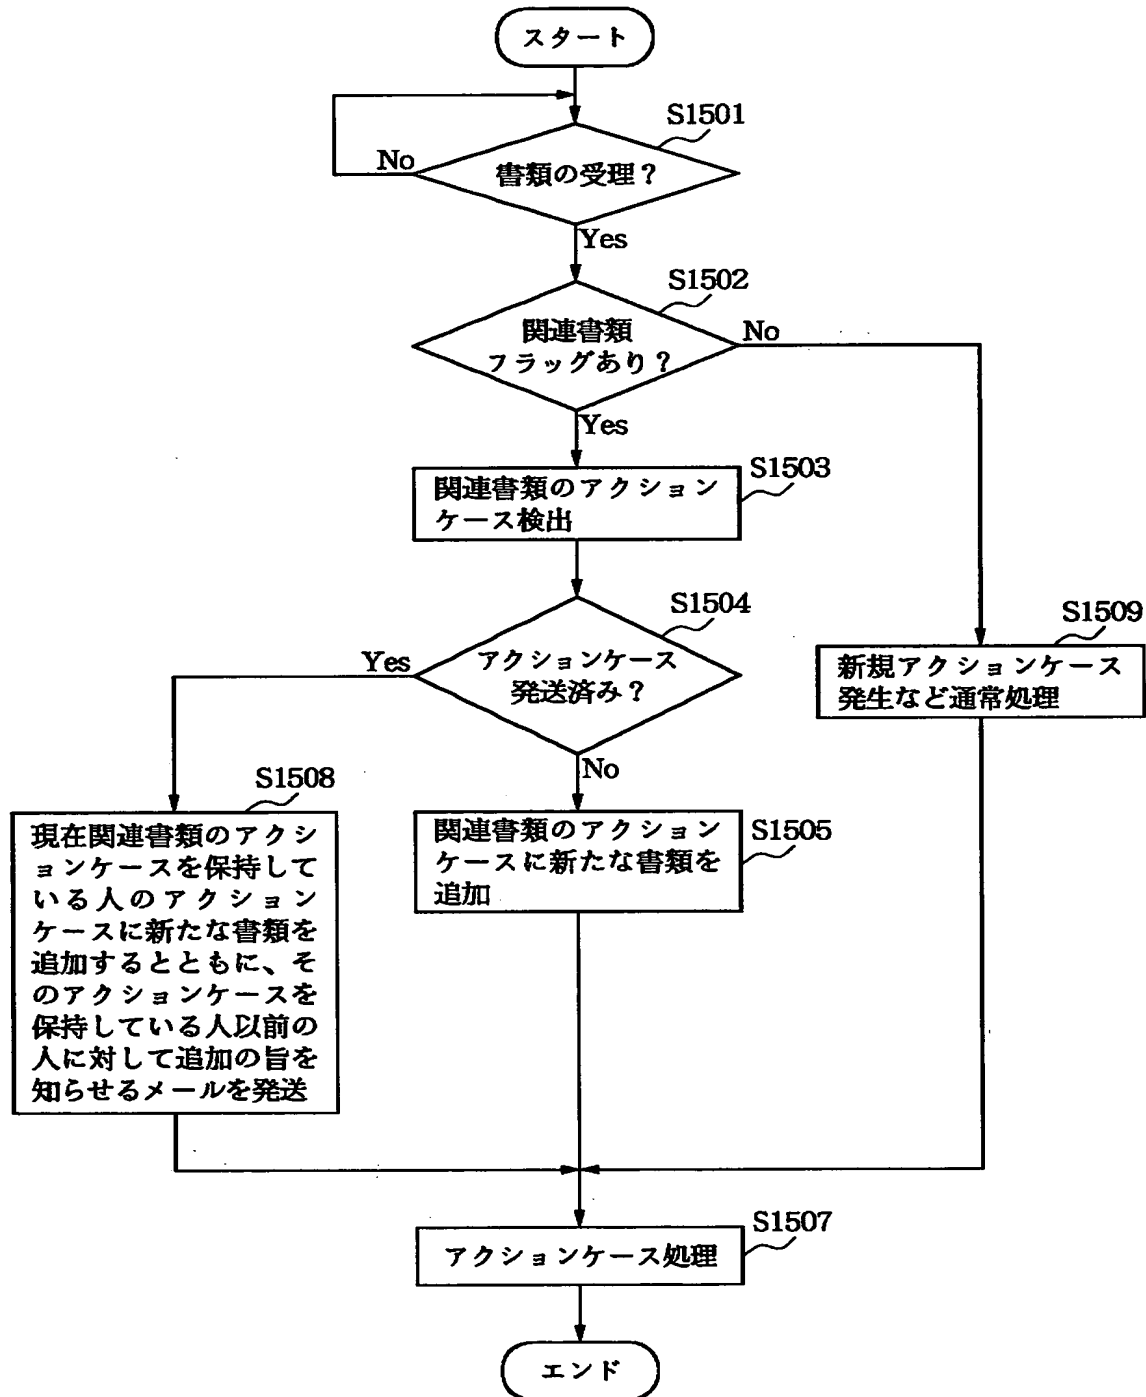 スタート
S1501
書類の受理？
No
Yes
S1502
関連書類
フラッグあり？
No
Yes
S1503
関連書類のアクション
ケース検出
S1504
アクションケース
発送済み？
Yes
No
S1509
新規アクションケース
発生など通常処理
S1508
現在関連書類のアクシ
ョンケースを保持して
いる人のアクション
ケースに新たな書類を
追加するとともに、そ
のアクションケースを
保持している人以前の
人に対して追加の旨を
知らせるメールを発送
S1505
関連書類のアクション
ケースに新たな書類を
追加
S1507
アクションケース処理
エンド